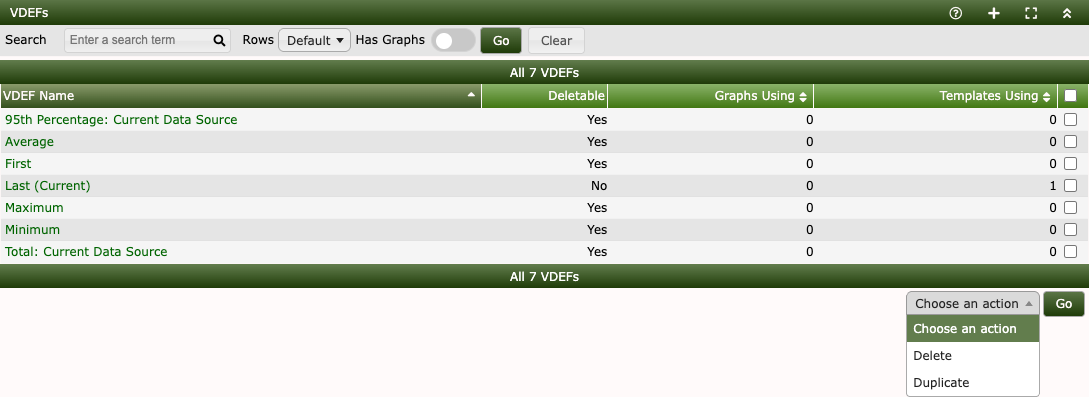 VDEFs
Search Enter a search term Rows Default Has Graphs Go Clear
All 7 VDEFs
VDEF Name Deletable Graphs Using Templates Using
95th Percentage: Current Data Source Yes 0 0
Average Yes 0 0
First Yes 0 0
Last (Current) No 0 1
Maximum Yes 0 0
Minimum Yes 0 0
Total: Current Data Source Yes 0 0
All 7 VDEFs
Choose an action Go
Choose an action
Delete
Duplicate